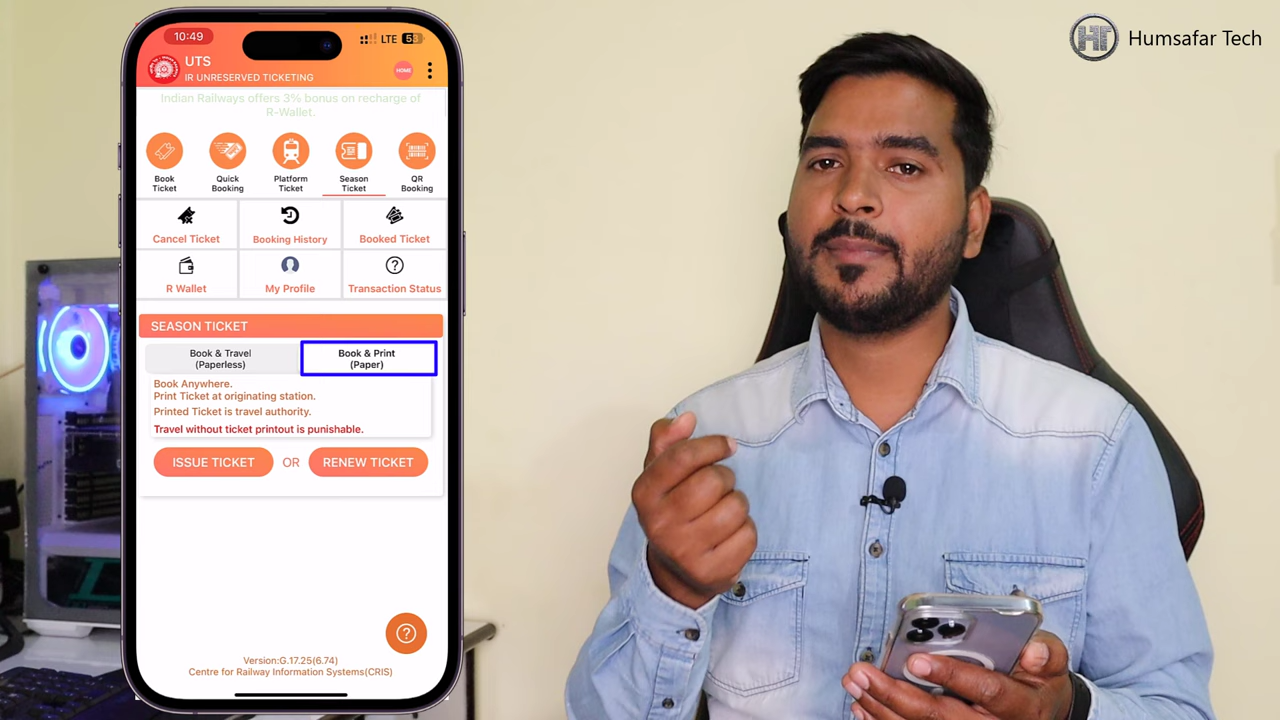 10:49
LTE 53
UTS
IR UNRESERVED TICKETING
HOME
Indian Railways offers 3% bonus on recharge of
R-Wallet.
Book
Ticket
Quick
Booking
Platform
Ticket
Season
Ticket
QR
Booking
Cancel Ticket
Booking History
Booked Ticket
R Wallet
My Profile
Transaction Status
SEASON TICKET
Book & Travel
(Paperless)
Book & Print
(Paper)
Book Anywhere.
Print Ticket at originating station.
Printed Ticket is travel authority.
Travel without ticket printout is punishable.
ISSUE TICKET OR RENEW TICKET
Version:G.17.25(6.74)
Centre for Railway Information Systems(CRIS)
HT Humsafar Tech